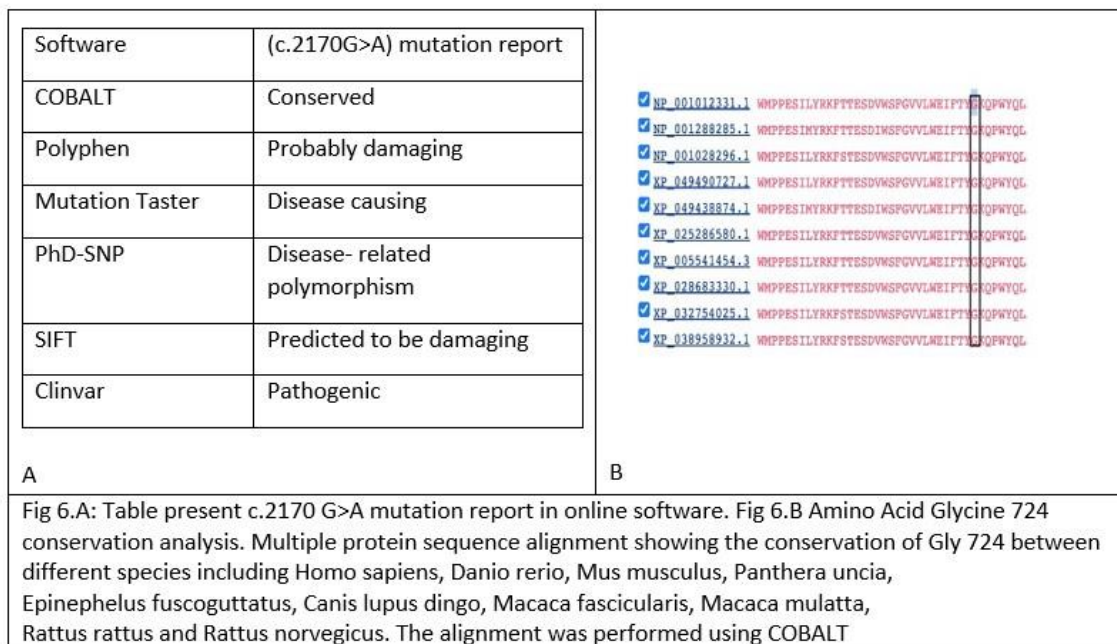 Software (c.2170G>A) mutation report
COBALT Conserved
Polyphen Probably damaging
Mutation Taster Disease causing
PhD-SNP Disease- related
polymorphism
SIFT Predicted to be damaging
Clinvar Pathogenic
A
NP_001012331.1 WMPPESILYRKFTTESDVWSFGVVLWEIFTYGKQPWYQL
NP_001288285.1 WMPPESIMYRKFTTESDIWSFGVVLWEIFTYGKQPWYQL
NP_001028296.1 WMPPESILYRKFSTESDVWSFGVVLWEIFTYGKQPWYQL
XP_049490727.1 WMPPESILYRKFTTESDVWSFGVVLWEIFTYGKQPWYQL
XP_049438874.1 WMPPESIMYRKFTTESDIWSFGVVLWEIFTYGKQPWYQL
XP_025286580.1 WMPPESILYRKFTTESDVWSFGVVLWEIFTYGKQPWYQL
XP_005541454.3 WMPPESILYRKFTTESDVWSFGVVLWEIFTYGKQPWYQL
XP_028683330.1 WMPPESILYRKFTTESDVWSFGVVLWEIFTYGKQPWYQL
XP_032754025.1 WMPPESILYRKFSTESDVWSFGVVLWEIFTYGKQPWYQL
XP_038958932.1 WMPPESILYRKFSTESDVWSFGVVLWEIFTYGKQPWYQL
B
Fig 6.A: Table present c.2170 G>A mutation report in online software. Fig 6.B Amino Acid Glycine 724
conservation analysis. Multiple protein sequence alignment showing the conservation of Gly 724 between
different species including Homo sapiens, Danio rerio, Mus musculus, Panthera uncia,
Epinephelus fuscoguttatus, Canis lupus dingo, Macaca fascicularis, Macaca mulatta,
Rattus rattus and Rattus norvegicus. The alignment was performed using COBALT